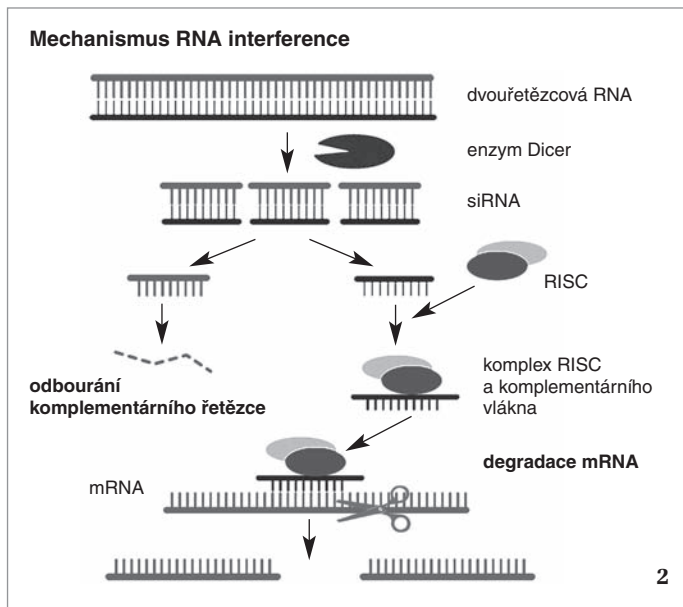 Mechanismus RNA interference
dvouřetězcová RNA
enzym Dicer
siRNA
RISC
odbourání
komplementárního řetězce
komplex RISC
a komplementárního
vlákna
degradace mRNA
mRNA
2